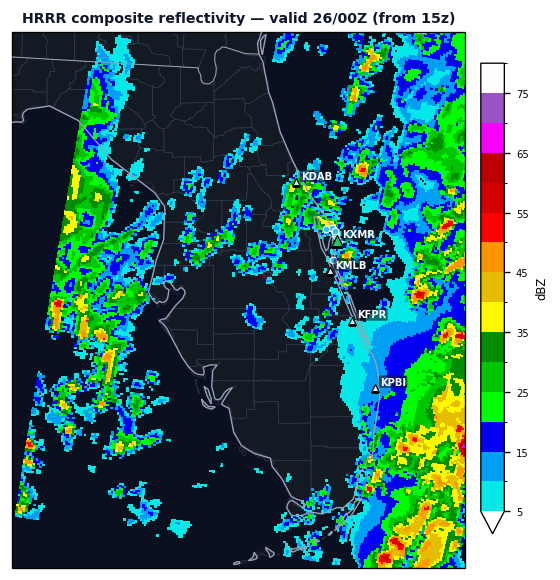 HRRR composite reflectivity — valid 26/00Z (from 15z)
KDAB
KXMR
KMLB
KFPR
KPBI
75
65
55
45
35
25
15
5
dBZ